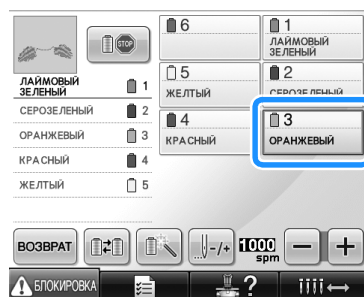 STOP
6
1
ЛАЙМОВЫЙ
ЗЕЛЕНЫЙ
ЛАЙМОВЫЙ
ЗЕЛЕНЫЙ
1
5
ЖЕЛТЫЙ
2
СЕРОЗЕЛЕНЫЙ
СЕРОЗЕЛЕНЫЙ
2
ОРАНЖЕВЫЙ
3
4
КРАСНЫЙ
3
ОРАНЖЕВЫЙ
КРАСНЫЙ
4
ЖЕЛТЫЙ
5
ВОЗВРАТ
-/+
1000
spm
−
+
БЛОКИРОВКА
?